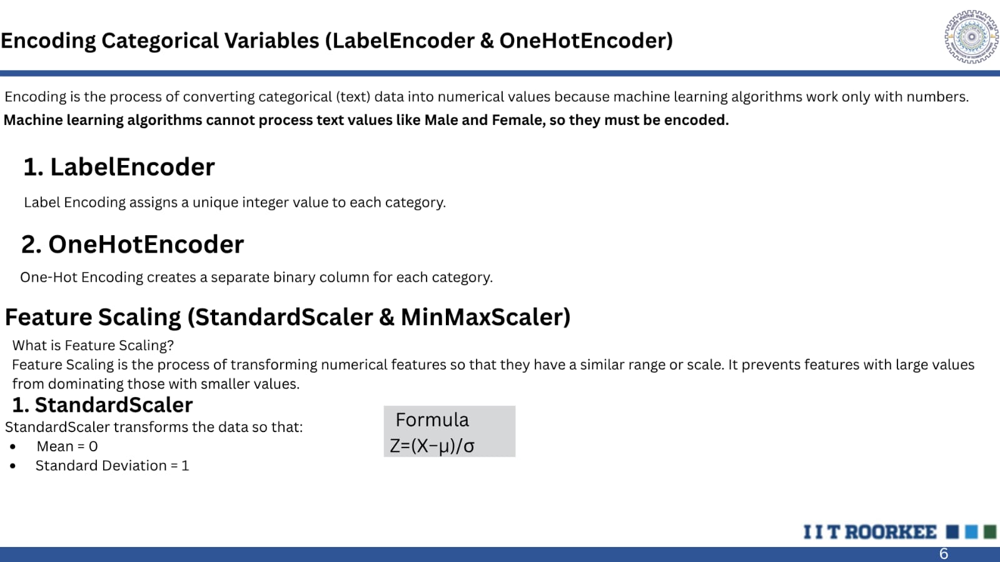 Encoding Categorical Variables (LabelEncoder & OneHotEncoder)
Encoding is the process of converting categorical (text) data into numerical values because machine learning algorithms work only with numbers.
Machine learning algorithms cannot process text values like Male and Female, so they must be encoded.
1. LabelEncoder
Label Encoding assigns a unique integer value to each category.
2. OneHotEncoder
One-Hot Encoding creates a separate binary column for each category.
Feature Scaling (StandardScaler & MinMaxScaler)
What is Feature Scaling?
Feature Scaling is the process of transforming numerical features so that they have a similar range or scale. It prevents features with large values
from dominating those with smaller values.
1. StandardScaler
StandardScaler transforms the data so that:
• Mean = 0
• Standard Deviation = 1
Formula
Z=(X−μ)/σ
IIT ROORKEE
6